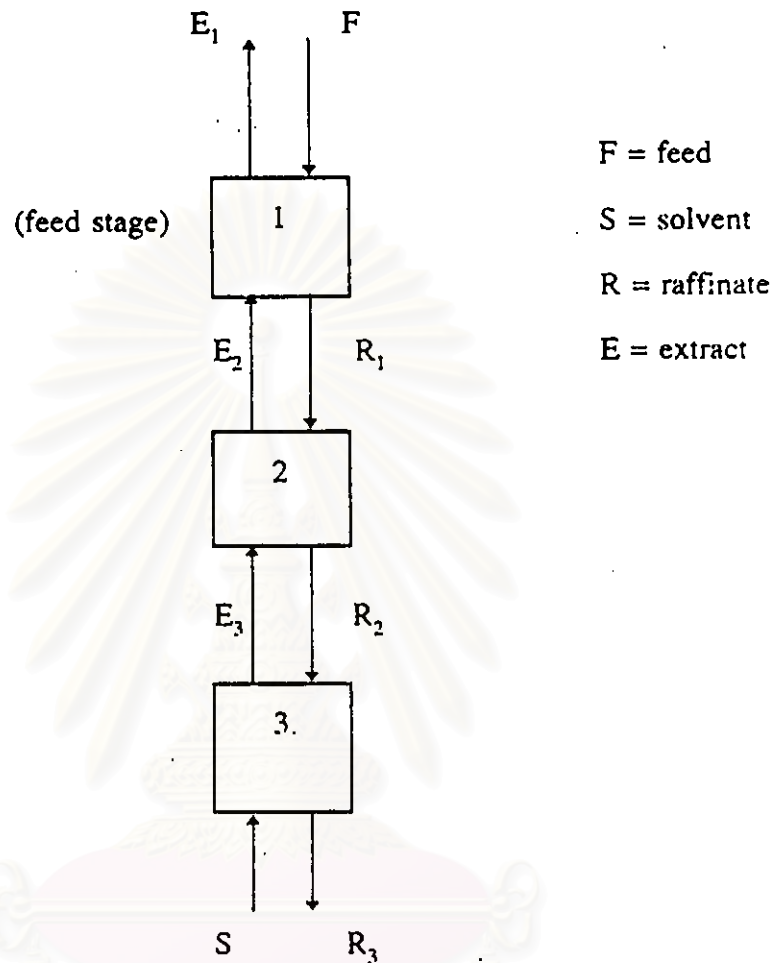 E₁ F
F = feed
(feed stage) 1
S = solvent
R = raffinate
E₂ R₁
E = extract
2
E₃ R₂
3.
S R₃